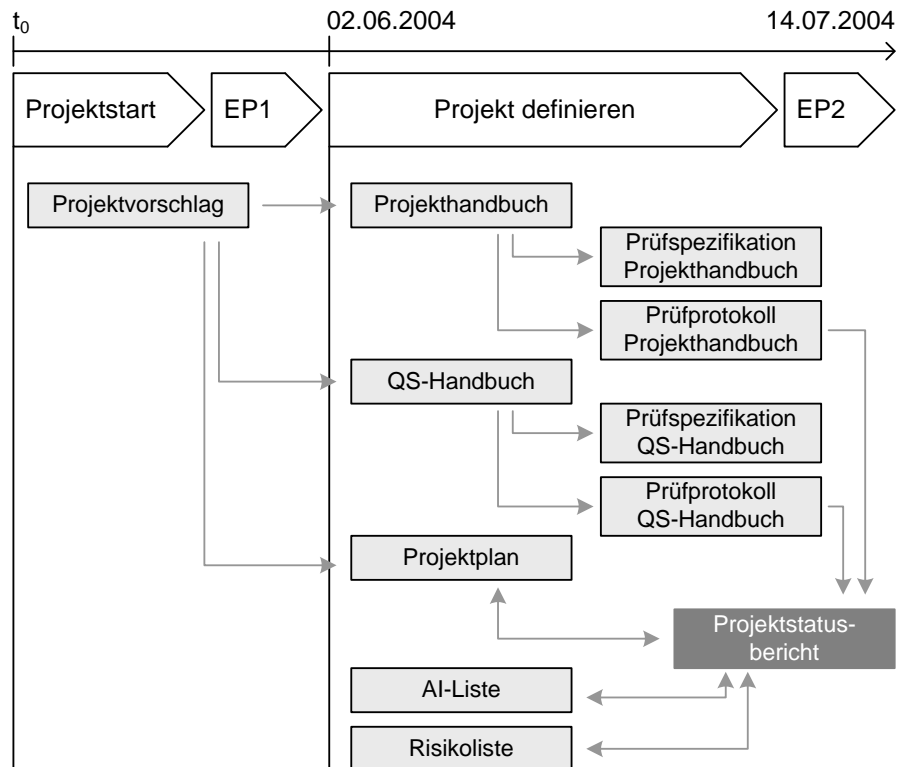 t0
02.06.2004
14.07.2004
Projektstart
EP1
Projekt definieren
EP2
Projektvorschlag
Projekthandbuch
Prüfspezifikation
Projekthandbuch
Prüfprotokoll
Projekthandbuch
QS-Handbuch
Prüfspezifikation
QS-Handbuch
Prüfprotokoll
QS-Handbuch
Projektplan
Projektstatus-
bericht
AI-Liste
Risikoliste